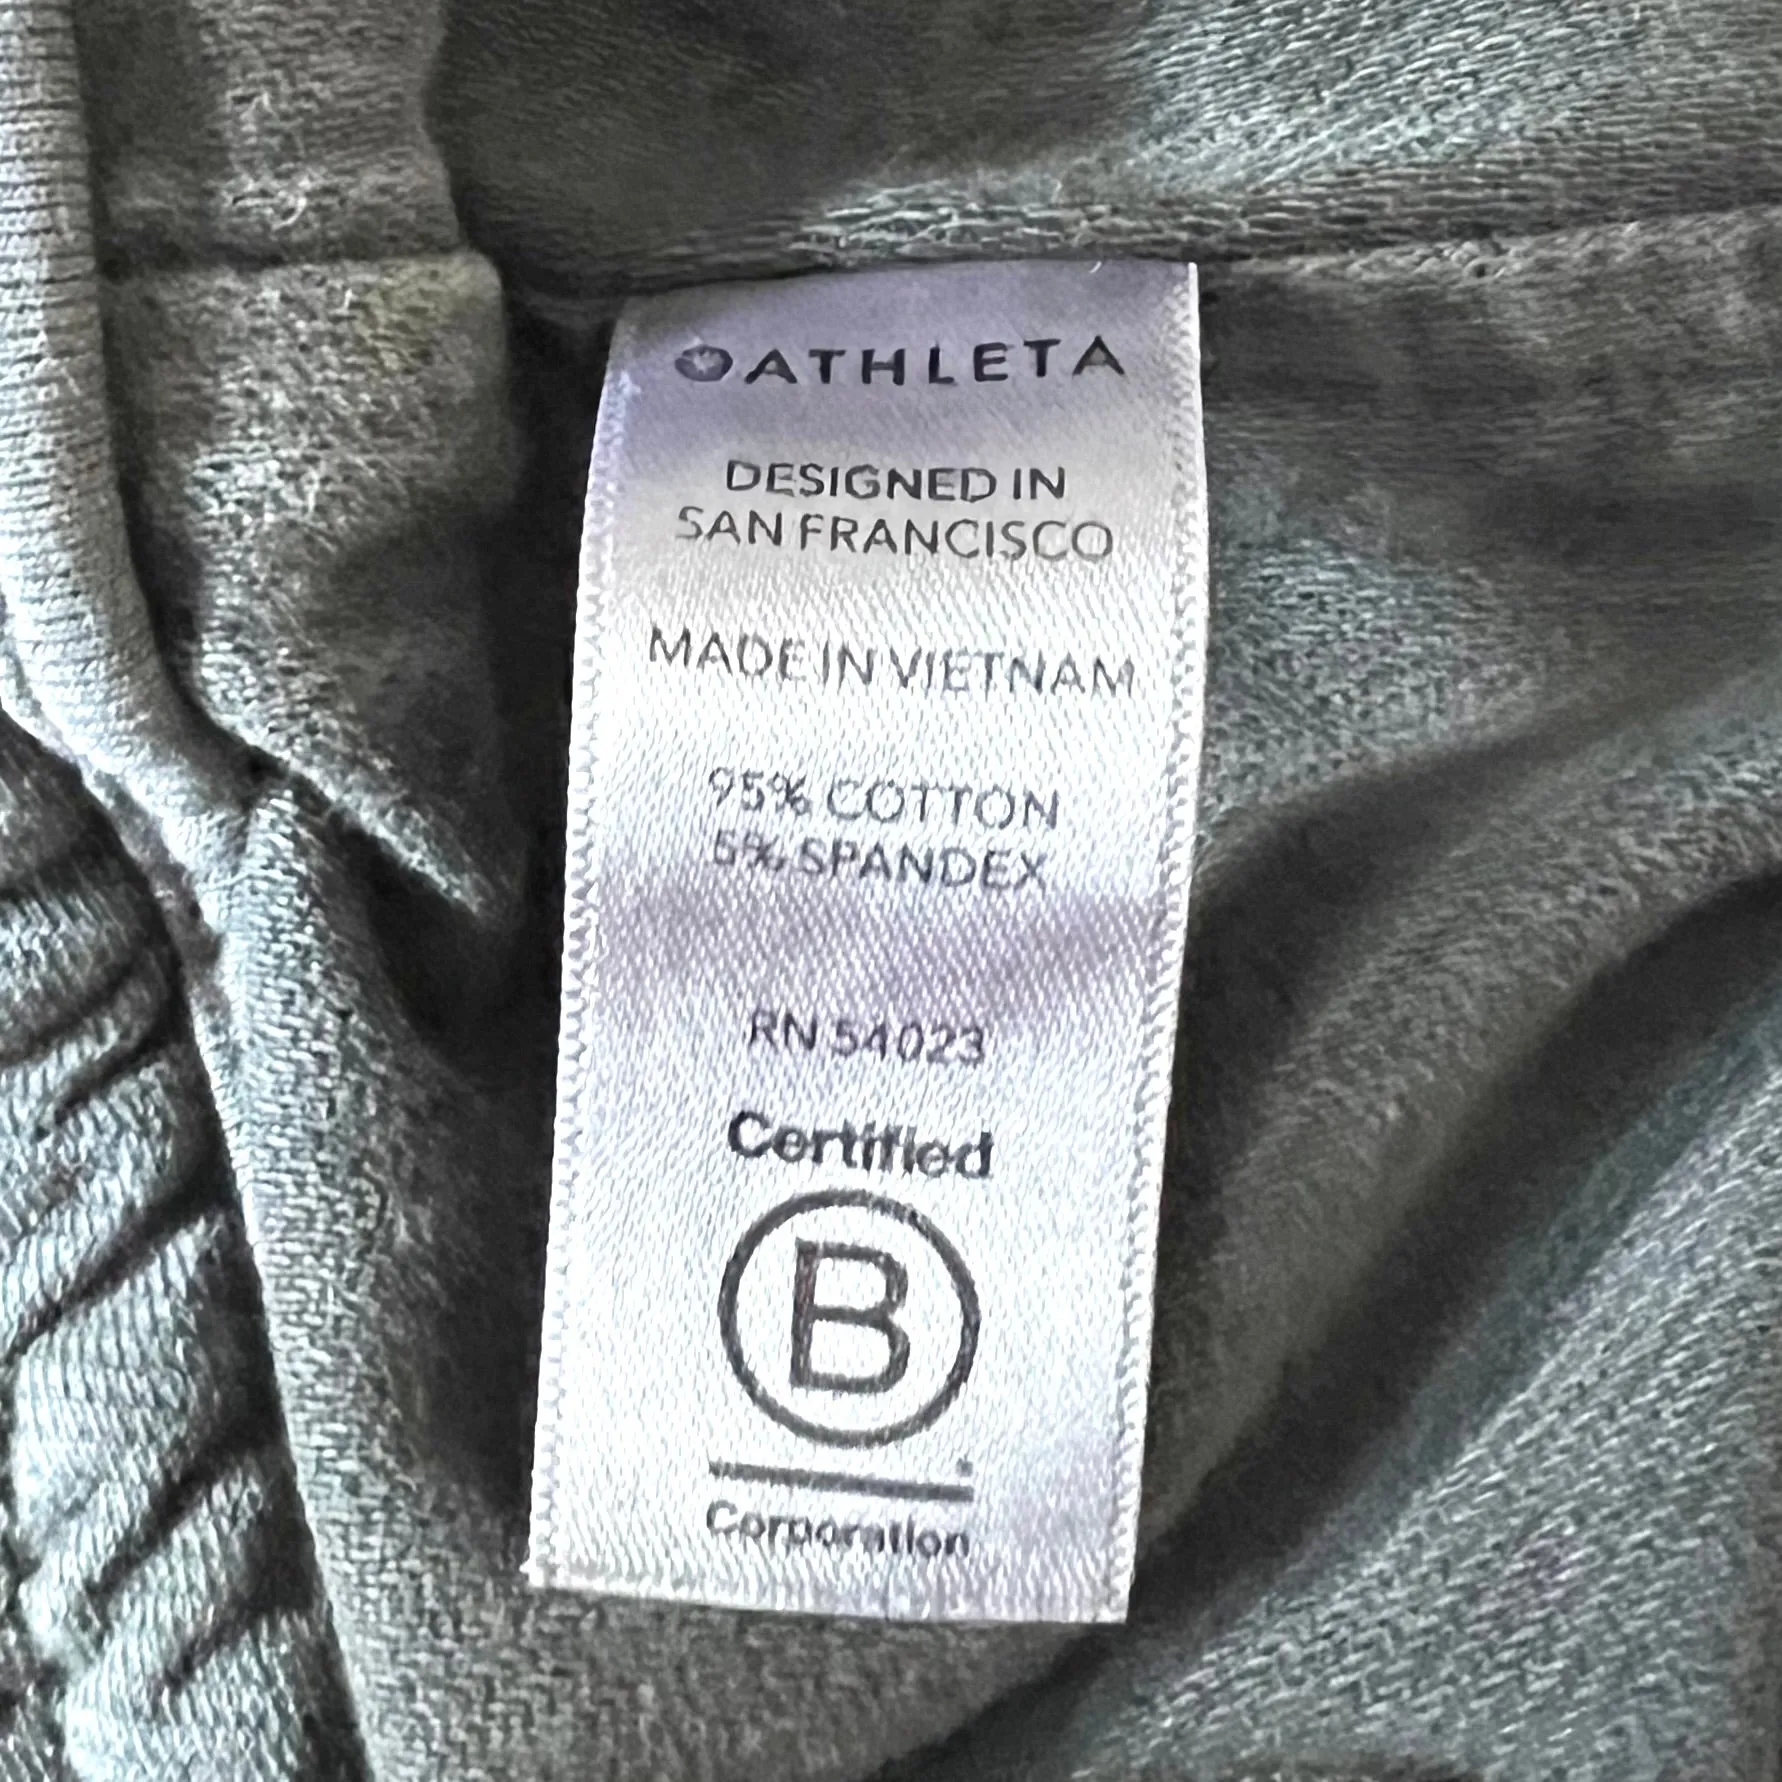 ATHLETA
DESIGNED IN
SAN FRANCISCO
MADE IN VIETNAM
95% COTTON
5% SPANDEX
RN 54023
Certified
B
Corporation